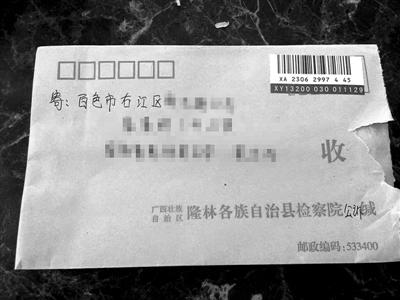 XA 2306 2997 4 45
XY13200 030 011129
寄：百色市右江区
收
广西壮族
自治区
隆林各族自治县检察院公诉缄
邮政编码：533400